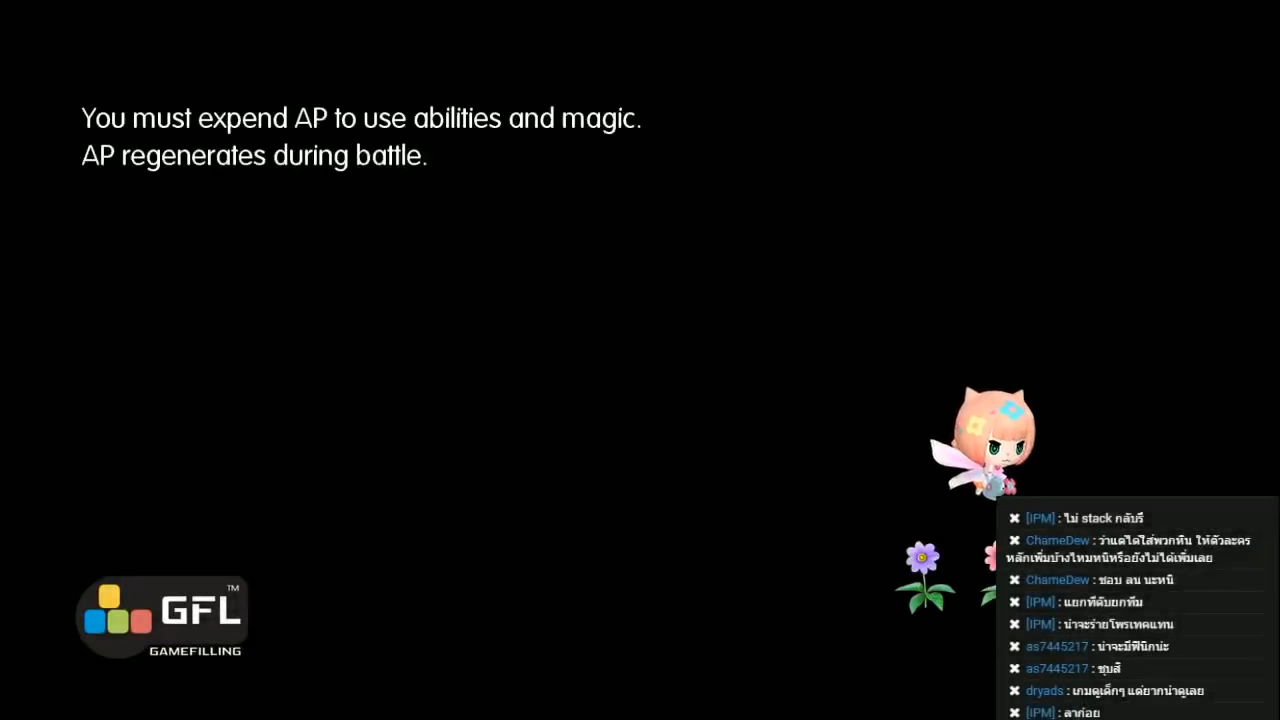 You must expend AP to use abilities and magic.
AP regenerates during battle.
GFL™
GAMEFILLING
[IPM] : ไม่ stack กลับรึ
ChameDew : ว่าแต่ได้ใส่พวกหิน ให้ตัวละคร
หลักเพิ่มบ้างไหมหนิหรือยังไม่ได้เพิ่มเลย
ChameDew : ชอบ ลน นะหนิ
[IPM] : แยกทีดับยกทีม
[IPM] : น่าจะร่ายโพรเทคแทน
as7445217 : น่าจะมีฟีนิกน่ะ
as7445217 : ชุบสิ
dryads : เกมดูเด็กๆ แต่ยากน่าดูเลย
[IPM] : ลาก่อย